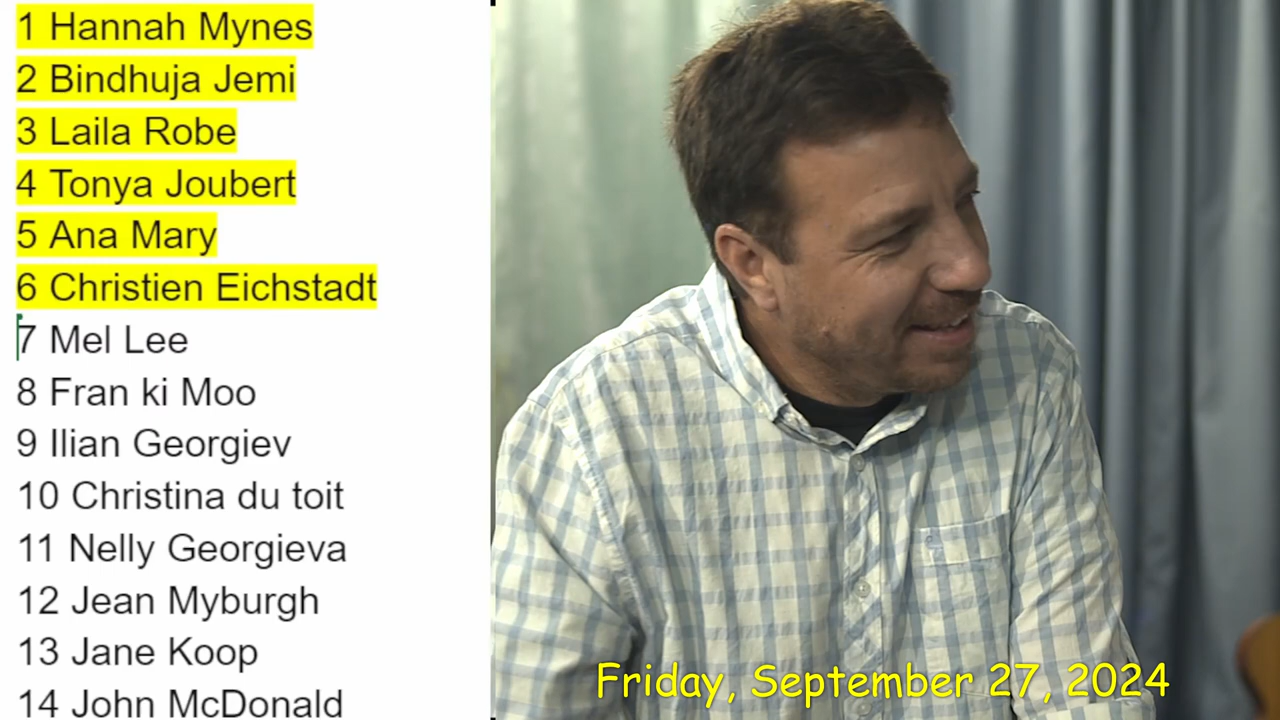 1 Hannah Mynes
2 Bindhuja Jemi
3 Laila Robe
4 Tonya Joubert
5 Ana Mary
6 Christien Eichstadt
7 Mel Lee
8 Fran ki Moo
9 Ilian Georgiev
10 Christina du toit
11 Nelly Georgieva
12 Jean Myburgh
13 Jane Koop
14 John McDonald
Friday, September 27, 2024